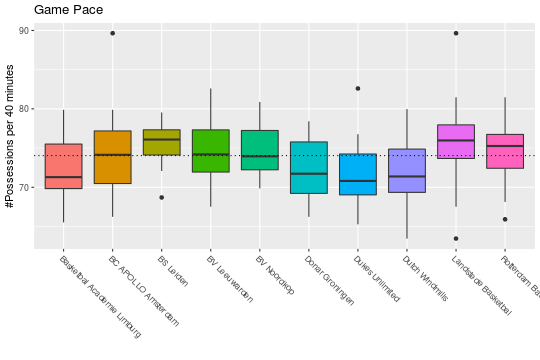 Game Pace
#Possessions per 40 minutes
90
80
70
Basketbal Academie Limburg
BC APOLLO Amsterdam
BS Leiden
BV Leeuwarden
BV Noordkop
Donar Groningen
Dukes Unlimited
Dutch Windmills
Landstede Basketbal
Rotterdam Bas